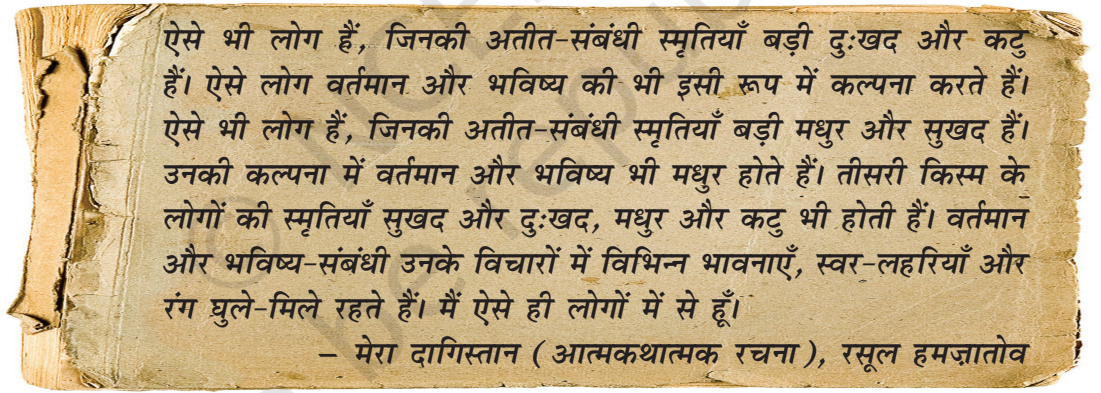 ऐसे भी लोग हैं, जिनकी अतीत-संबंधी स्मृतियाँ बड़ी दुःखद और कटु
हैं। ऐसे लोग वर्तमान और भविष्य की भी इसी रूप में कल्पना करते हैं।
ऐसे भी लोग हैं, जिनकी अतीत-संबंधी स्मृतियाँ बड़ी मधुर और सुखद हैं।
उनकी कल्पना में वर्तमान और भविष्य भी मधुर होते हैं। तीसरी किस्म के
लोगों की स्मृतियाँ सुखद और दुःखद, मधुर और कटु भी होती हैं। वर्तमान
और भविष्य-संबंधी उनके विचारों में विभिन्न भावनाएँ, स्वर-लहरियाँ और
रंग घुले-मिले रहते हैं। मैं ऐसे ही लोगों में से हूँ।
– मेरा दागिस्तान (आत्मकथात्मक रचना), रसूल हमज़ातोव